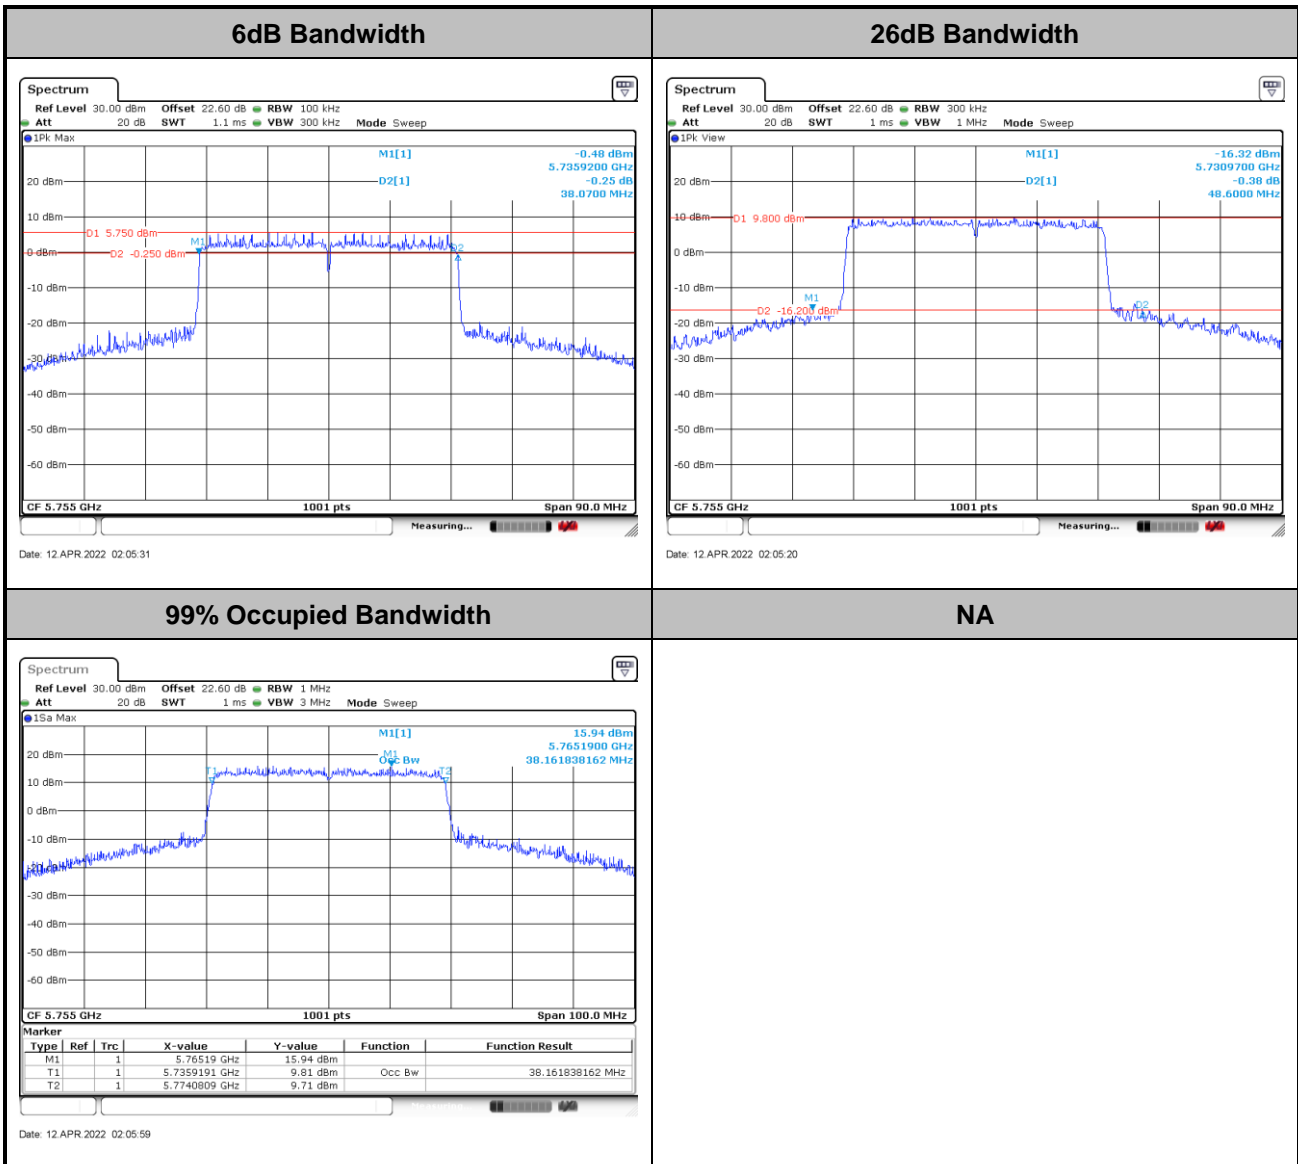 6dB Bandwidth
26dB Bandwidth
Spectrum
Ref Level 30.00 dBm Offset 22.60 dB RBW 100 kHz
Att 20 dB SWT 1.1 ms VBW 300 kHz Mode Sweep
1Pk Max
M1[1] -0.48 dBm
5.7359200 GHz
D2[1] -0.25 dB
38.0700 MHz
20 dBm
10 dBm
D1 5.750 dBm
M1
D2
0 dBm
D2 -0.250 dBm
-10 dBm
-20 dBm
-30 dBm
-40 dBm
-50 dBm
-60 dBm
CF 5.755 GHz 1001 pts Span 90.0 MHz
Measuring...
Date: 12.APR.2022 02:05:31
Spectrum
Ref Level 30.00 dBm Offset 22.60 dB RBW 300 kHz
Att 20 dB SWT 1 ms VBW 1 MHz Mode Sweep
1Pk View
M1[1] -16.32 dBm
5.7309700 GHz
D2[1] -0.38 dB
48.6000 MHz
20 dBm
10 dBm
D1 9.800 dBm
0 dBm
-10 dBm
M1
D2
D2 -16.200 dBm
-20 dBm
-30 dBm
-40 dBm
-50 dBm
-60 dBm
CF 5.755 GHz 1001 pts Span 90.0 MHz
Measuring...
Date: 12.APR.2022 02:05:20
99% Occupied Bandwidth
NA
Spectrum
Ref Level 30.00 dBm Offset 22.60 dB RBW 1 MHz
Att 20 dB SWT 1 ms VBW 3 MHz Mode Sweep
1Sa Max
M1[1] 15.94 dBm
5.7651900 GHz
Occ Bw 38.161838162 MHz
M1
20 dBm
T1
T2
10 dBm
0 dBm
-10 dBm
-20 dBm
-30 dBm
-40 dBm
-50 dBm
-60 dBm
CF 5.755 GHz 1001 pts Span 100.0 MHz
Marker
Type Ref Trc X-value Y-value Function Function Result
M1 1 5.76519 GHz 15.94 dBm
T1 1 5.7359191 GHz 9.81 dBm Occ Bw 38.161838162 MHz
T2 1 5.7740809 GHz 9.71 dBm
Measuring...
Date: 12.APR.2022 02:05:59